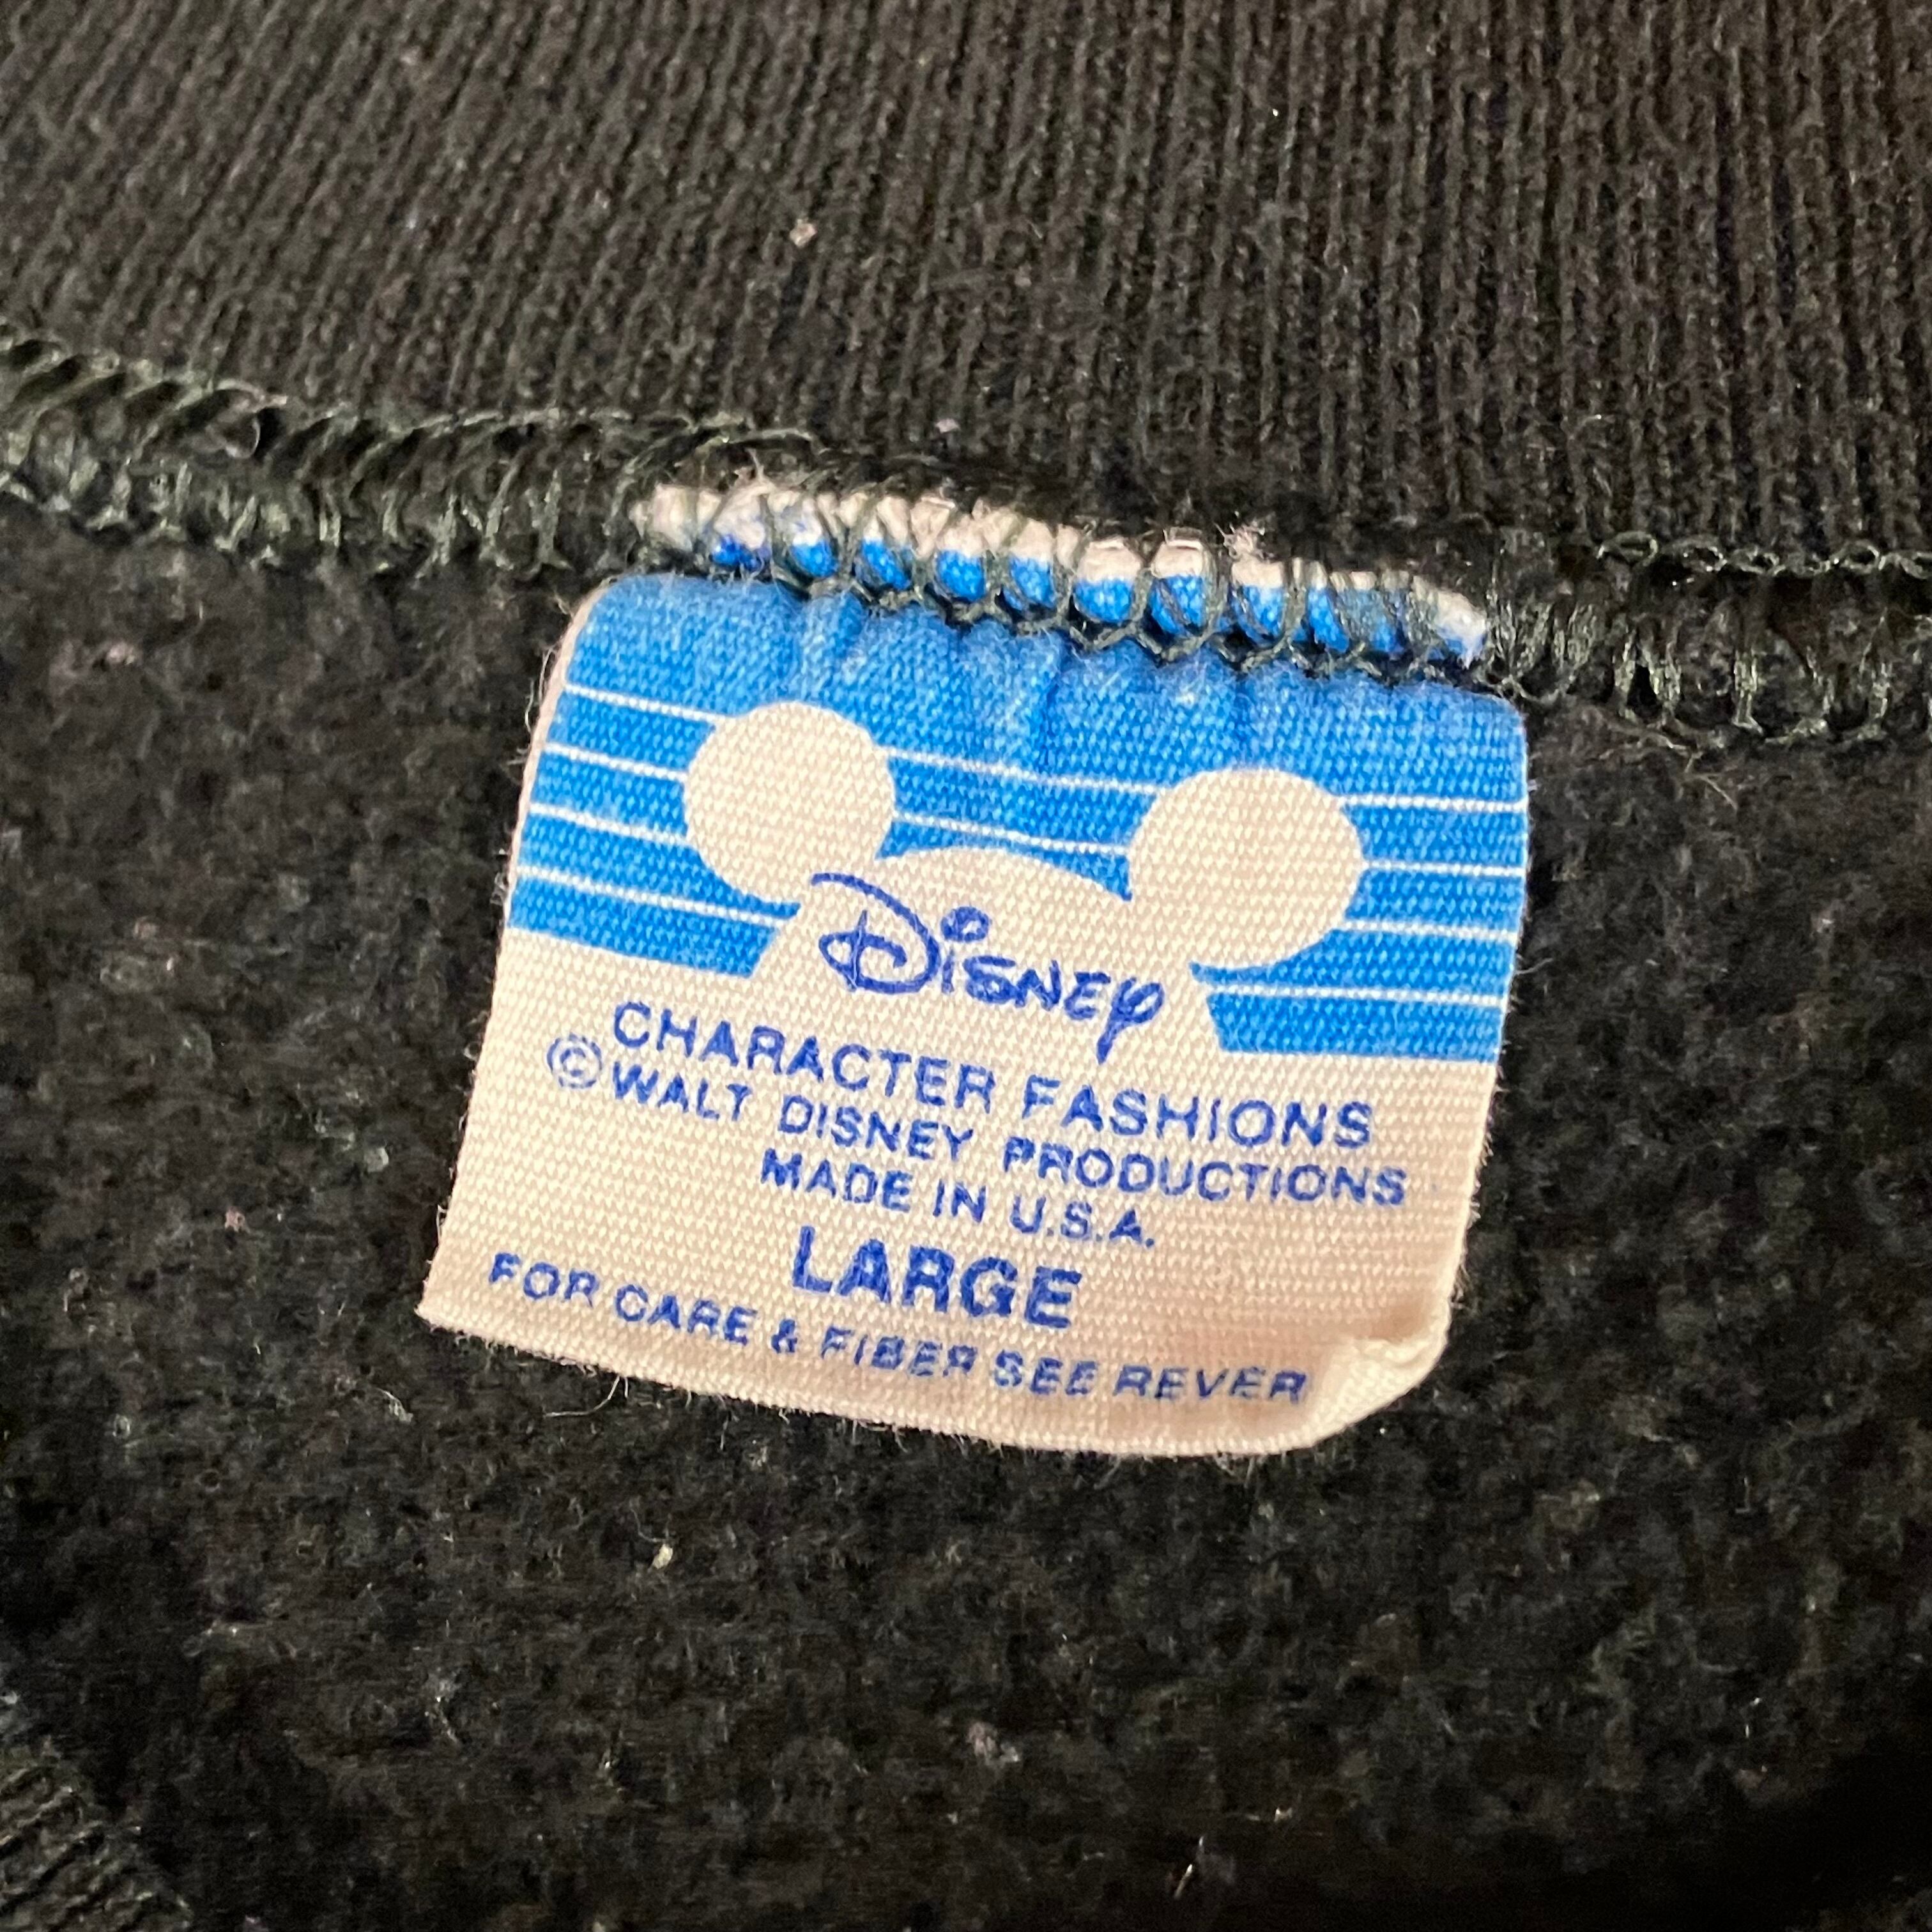 Disney
CHARACTER FASHIONS
© WALT DISNEY PRODUCTIONS
MADE IN U.S.A.
LARGE
FOR CARE & FIBER SEE REVER